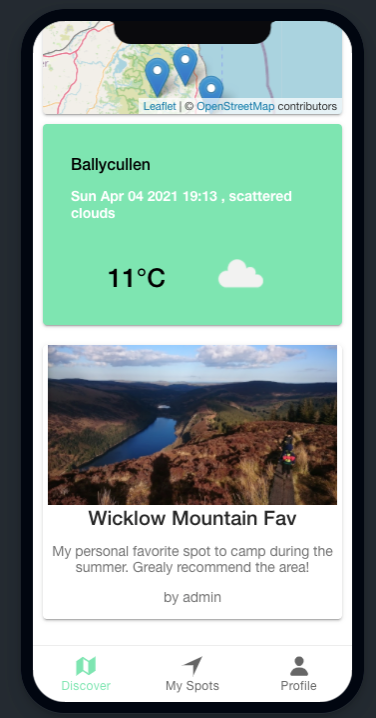 Leaflet | © OpenStreetMap contributors
Ballycullen
Sun Apr 04 2021 19:13 , scattered
clouds
11°C
Wicklow Mountain Fav
My personal favorite spot to camp during the
summer. Grealy recommend the area!
by admin
Discover
My Spots
Profile